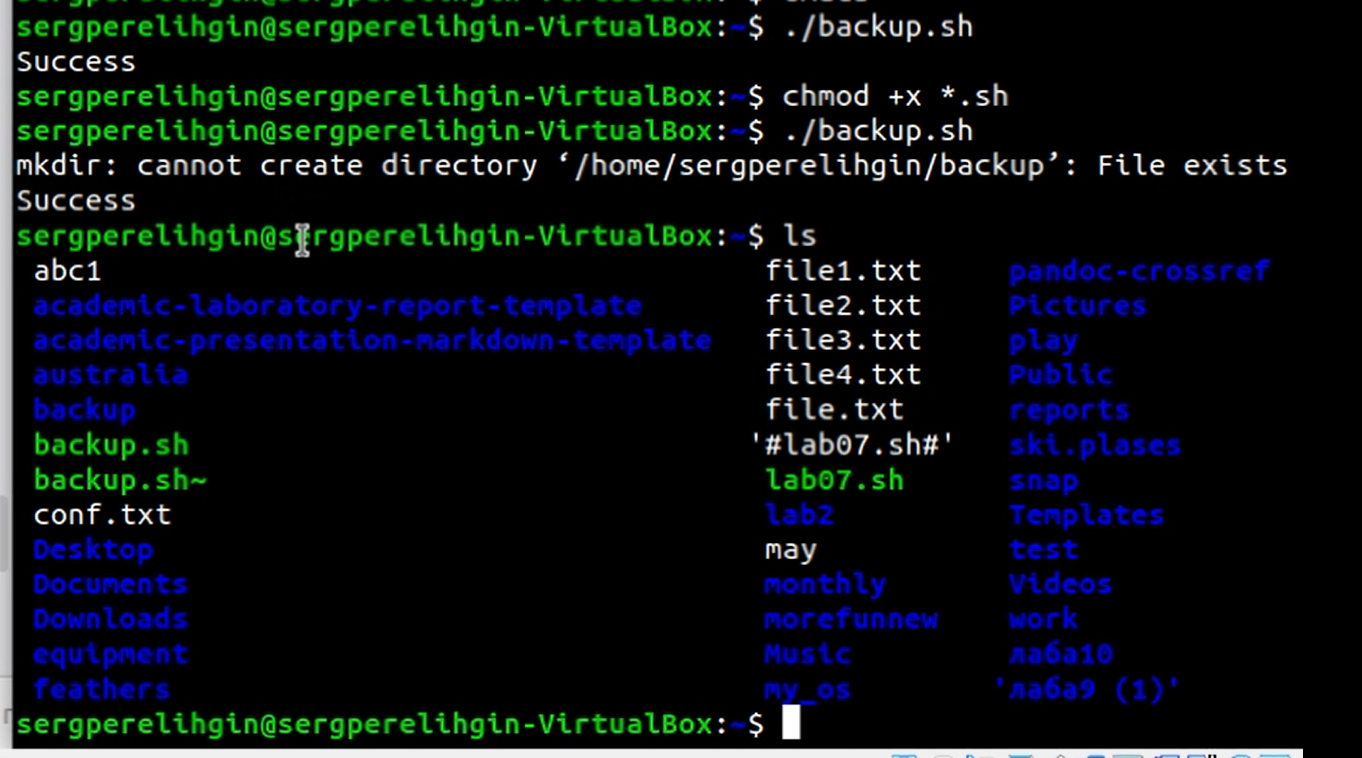 sergperelihgin@sergperelihgin-VirtualBox:~$ ./backup.sh
Success
sergperelihgin@sergperelihgin-VirtualBox:~$ chmod +x *.sh
sergperelihgin@sergperelihgin-VirtualBox:~$ ./backup.sh
mkdir: cannot create directory ‘/home/sergperelihgin/backup’: File exists
Success
sergperelihgin@sergperelihgin-VirtualBox:~$ ls
abc1 file1.txt pandoc-crossref
academic-laboratory-report-template file2.txt Pictures
academic-presentation-markdown-template file3.txt play
australia file4.txt Public
backup file.txt reports
backup.sh '#lab07.sh#' ski.plases
backup.sh~ lab07.sh snap
conf.txt lab2 Templates
Desktop may test
Documents monthly Videos
Downloads morefunnew work
equipment Music лаба10
feathers my_os 'лаба9 (1)'
sergperelihgin@sergperelihgin-VirtualBox:~$